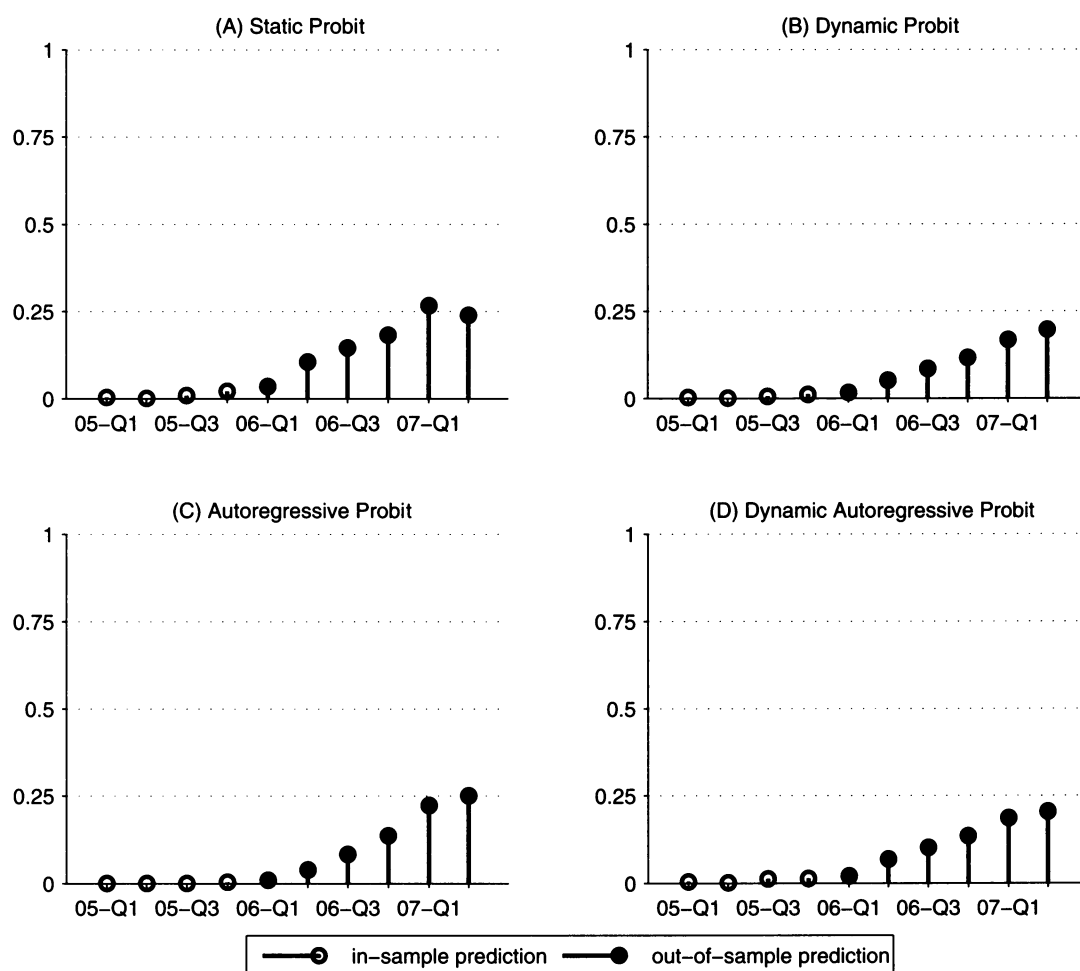 (A) Static Probit
1
0.75
0.5
0.25
0
05−Q1 05−Q3 06−Q1 06−Q3 07−Q1
(B) Dynamic Probit
1
0.75
0.5
0.25
0
05−Q1 05−Q3 06−Q1 06−Q3 07−Q1
(C) Autoregressive Probit
1
0.75
0.5
0.25
0
05−Q1 05−Q3 06−Q1 06−Q3 07−Q1
(D) Dynamic Autoregressive Probit
1
0.75
0.5
0.25
0
05−Q1 05−Q3 06−Q1 06−Q3 07−Q1
in−sample prediction out−of−sample prediction